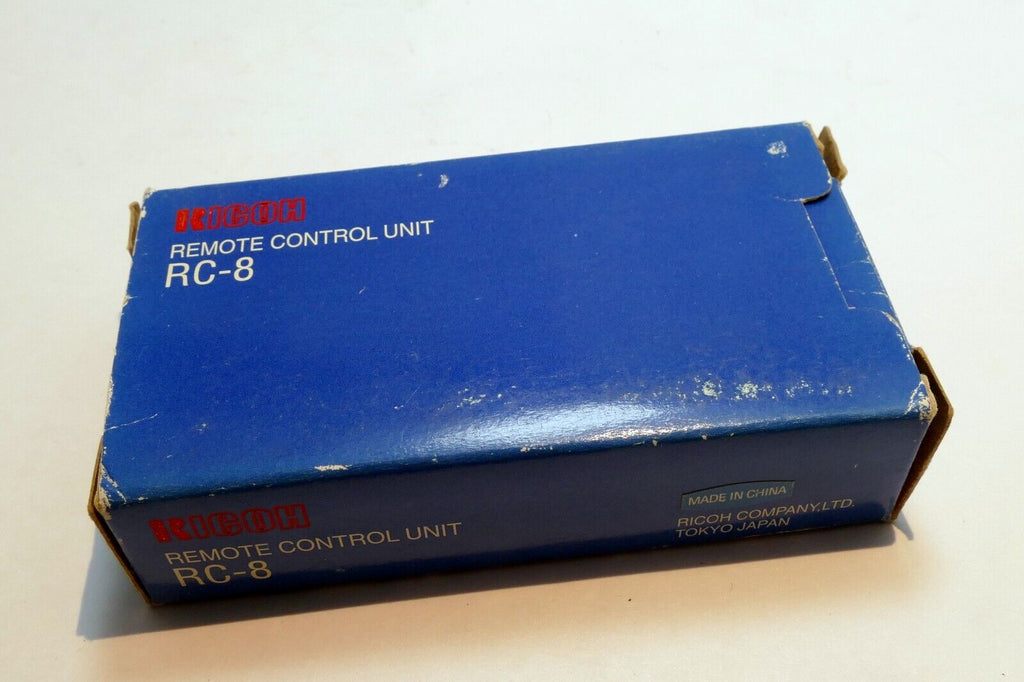 RICOH
REMOTE CONTROL UNIT
RC-8
RICOH
REMOTE CONTROL UNIT
RC-8
MADE IN CHINA
RICOH COMPANY,LTD.
TOKYO JAPAN